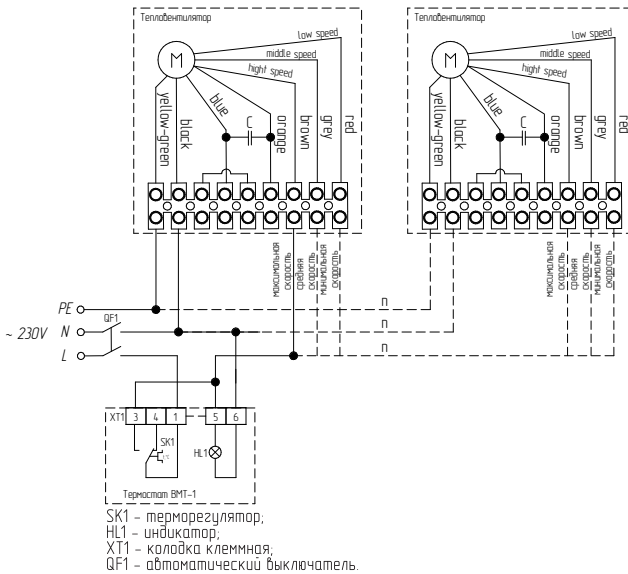 Тепловентилятор
low speed
middle speed
hight speed
M
yellow-green
black
blue
C
orange
brown
grey
red
максимальная скорость
средняя скорость
минимальная скорость
Тепловентилятор
low speed
middle speed
hight speed
M
yellow-green
black
blue
C
orange
brown
grey
red
максимальная скорость
средняя скорость
минимальная скорость
PE
n
~ 230V
N
QF1
n
L
n
XT1
3
4
1
5
6
SK1
t°C
HL1
Термостат ВМТ-1
SK1 – терморегулятор;
HL1 – индикатор;
XT1 – колодка клеммная;
QF1 – автоматический выключатель.